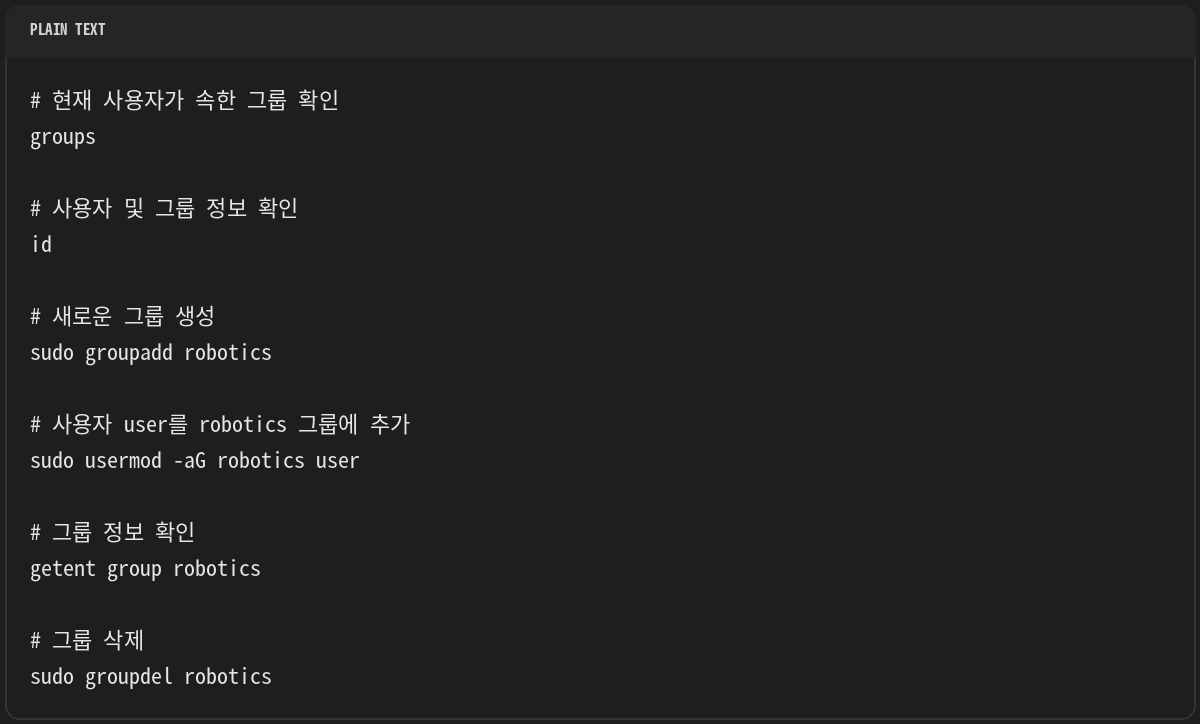 PLAIN TEXT
# 현재 사용자가 속한 그룹 확인
groups
# 사용자 및 그룹 정보 확인
id
# 새로운 그룹 생성
sudo groupadd robotics
# 사용자 user를 robotics 그룹에 추가
sudo usermod -aG robotics user
# 그룹 정보 확인
getent group robotics
# 그룹 삭제
sudo groupdel robotics